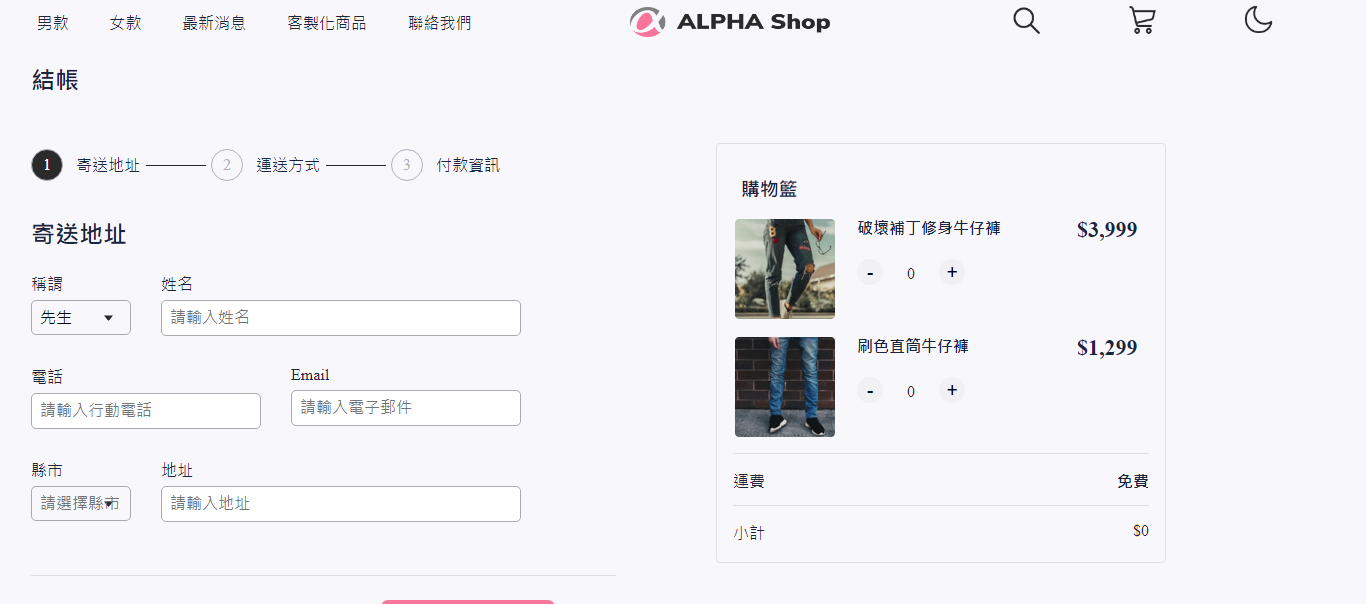 男款 女款 最新消息 客製化商品 聯絡我們 ALPHA Shop
結帳
1 寄送地址 2 運送方式 3 付款資訊
寄送地址
稱謂 姓名
先生 請輸入姓名
電話 Email
請輸入行動電話 請輸入電子郵件
縣市 地址
請選擇縣市 請輸入地址
購物籃
破壞補丁修身牛仔褲 $3,999
- 0 +
刷色直筒牛仔褲 $1,299
- 0 +
運費 免費
小計 $0